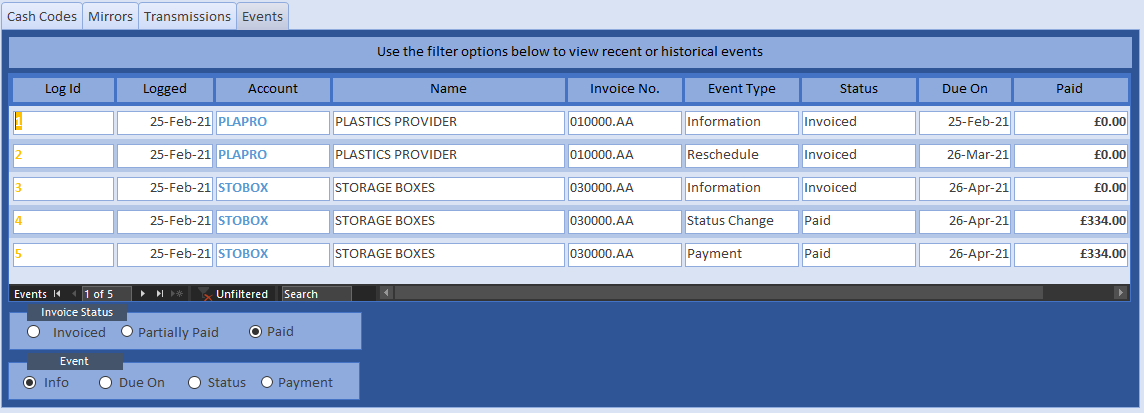 Cash Codes Mirrors Transmissions Events
Use the filter options below to view recent or historical events
Log Id Logged Account Name Invoice No. Event Type Status Due On Paid
1 25-Feb-21 PLAPRO PLASTICS PROVIDER 010000.AA Information Invoiced 25-Feb-21 £0.00
2 25-Feb-21 PLAPRO PLASTICS PROVIDER 010000.AA Reschedule Invoiced 26-Mar-21 £0.00
3 25-Feb-21 STOBOX STORAGE BOXES 030000.AA Information Invoiced 26-Apr-21 £0.00
4 25-Feb-21 STOBOX STORAGE BOXES 030000.AA Status Change Paid 26-Apr-21 £334.00
5 25-Feb-21 STOBOX STORAGE BOXES 030000.AA Payment Paid 26-Apr-21 £334.00
Events 1 of 5 Unfiltered Search
Invoice Status
Invoiced Partially Paid Paid
Event
Info Due On Status Payment